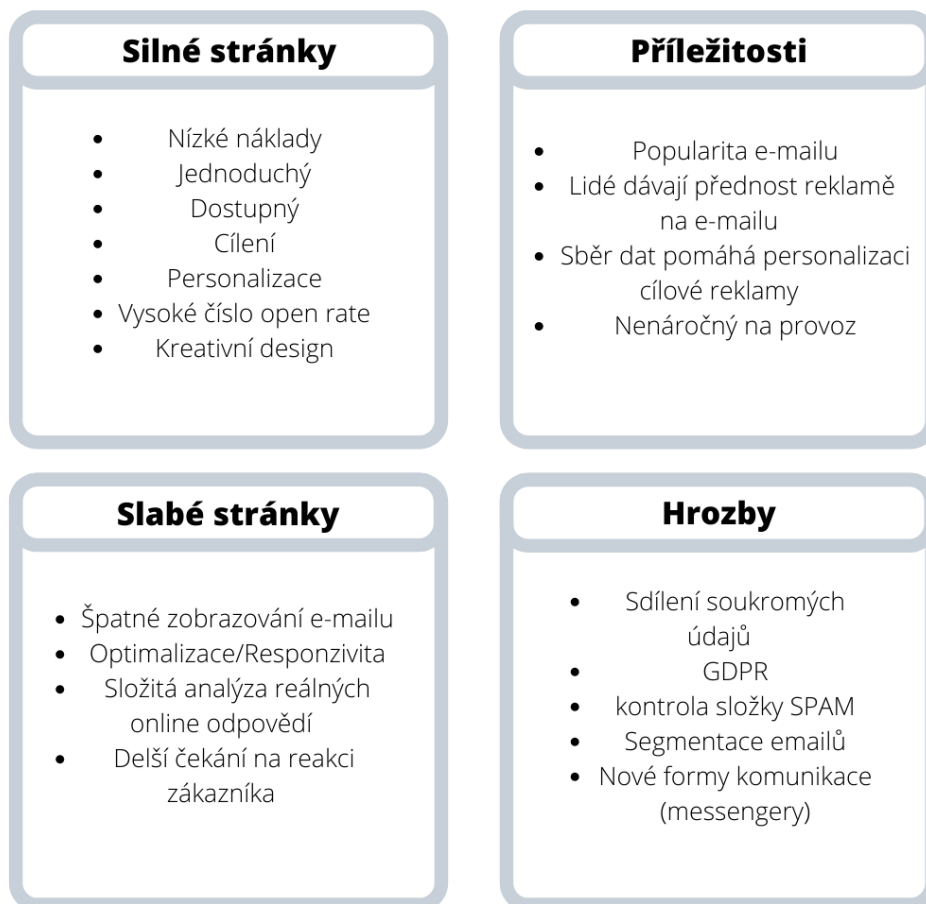 Silné stránky
• Nízké náklady
• Jednoduchý
• Dostupný
• Cílení
• Personalizace
• Vysoké číslo open rate
• Kreativní design
Příležitosti
• Popularita e-mailu
• Lidé dávají přednost reklamě
na e-mailu
• Sběr dat pomáhá personalizaci
cílové reklamy
• Nenáročný na provoz
Slabé stránky
• Špatné zobrazování e-mailu
• Optimalizace/Responzivita
• Složitá analýza reálných
online odpovědí
• Delší čekání na reakci
zákazníka
Hrozby
• Sdílení soukromých
údajů
• GDPR
• kontrola složky SPAM
• Segmentace emailů
• Nové formy komunikace
(messengery)